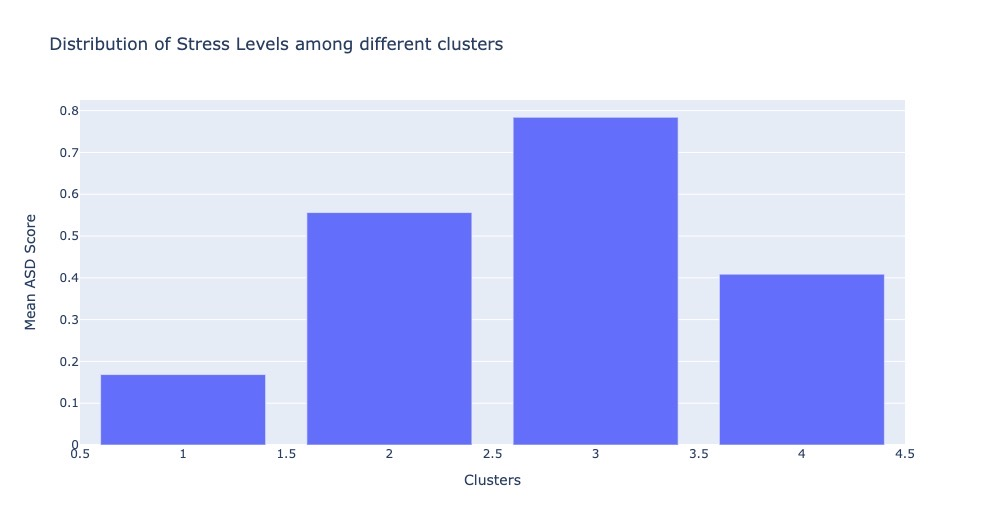 Distribution of Stress Levels among different clusters
0.8
0.7
0.6
0.5
0.4
0.3
0.2
0.1
0
Mean ASD Score
0.5 1 1.5 2 2.5 3 3.5 4 4.5
Clusters